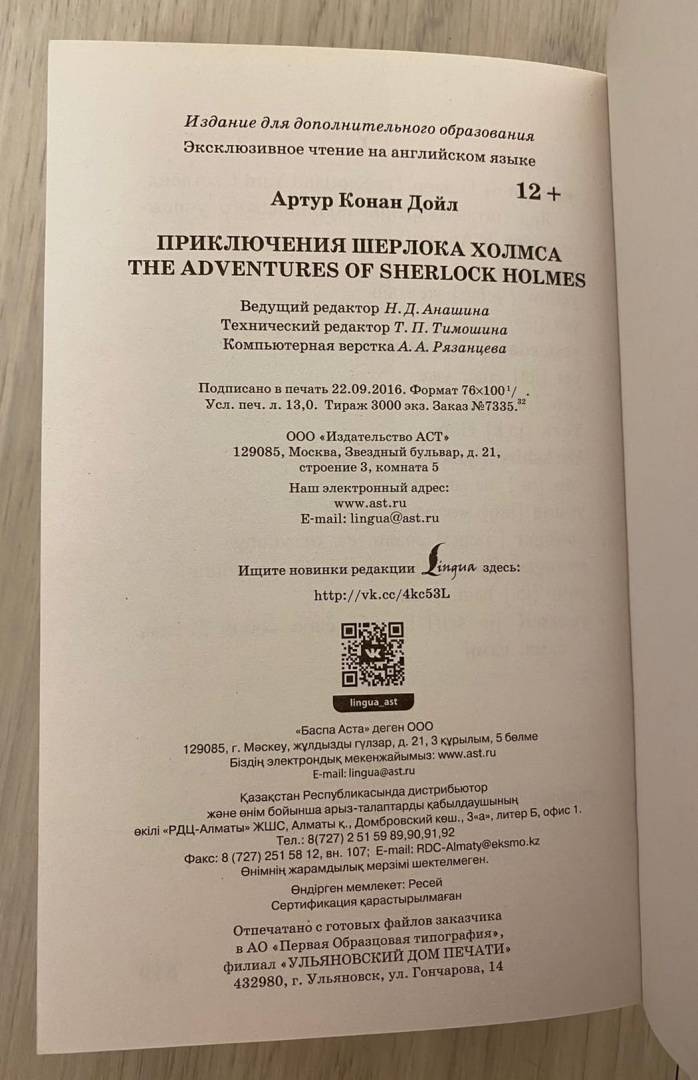 Издание для дополнительного образования
Эксклюзивное чтение на английском языке
12+
Артур Конан Дойл
ПРИКЛЮЧЕНИЯ ШЕРЛОКА ХОЛМСА
THE ADVENTURES OF SHERLOCK HOLMES
Ведущий редактор Н. Д. Анашина
Технический редактор Т. П. Тимошина
Компьютерная верстка А. А. Рязанцева
Подписано в печать 22.09.2016. Формат 76×100 1/32.
Усл. печ. л. 13,0. Тираж 3000 экз. Заказ №7335.
ООО «Издательство АСТ»
129085, Москва, Звездный бульвар, д. 21,
строение 3, комната 5
Наш электронный адрес:
www.ast.ru
E-mail: lingua@ast.ru
Ищите новинки редакции Lingua здесь:
http://vk.cc/4kc53L
lingua_ast
«Баспа Аста» деген ООО
129085, г. Мәскеу, жұлдызды гүлзар, д. 21, 3 құрылым, 5 бөлме
Біздің электрондық мекенжайымыз: www.ast.ru
E-mail: lingua@ast.ru
Қазақстан Республикасында дистрибьютор
және өнім бойынша арыз-талаптарды қабылдаушының
өкілі «РДЦ-Алматы» ЖШС, Алматы қ., Домбровский көш., 3«а», литер Б, офис 1.
Тел.: 8(727) 2 51 59 89,90,91,92
Факс: 8 (727) 251 58 12, вн. 107; E-mail: RDC-Almaty@eksmo.kz
Өнімнің жарамдылық мерзімі шектелмеген.
Өндірген мемлекет: Ресей
Сертификация қарастырылмаған
Отпечатано с готовых файлов заказчика
в АО «Первая Образцовая типография»,
филиал «УЛЬЯНОВСКИЙ ДОМ ПЕЧАТИ»
432980, г. Ульяновск, ул. Гончарова, 14